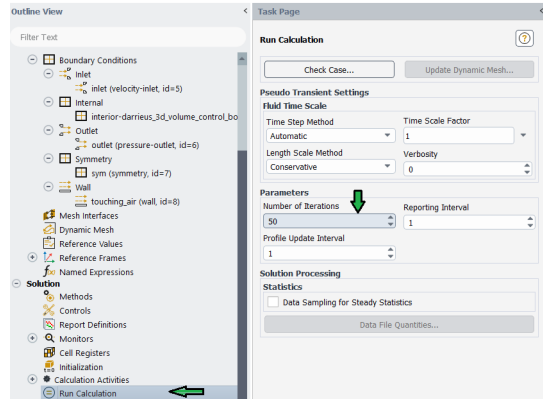 Outline View <
Filter Text
Boundary Conditions
Inlet
inlet (velocity-inlet, id=5)
Internal
interior-darrieus_3d_volume_control_bo
Outlet
outlet (pressure-outlet, id=6)
Symmetry
sym (symmetry, id=7)
Wall
touching_air (wall, id=8)
Mesh Interfaces
Dynamic Mesh
Reference Values
Reference Frames
Named Expressions
Solution
Methods
Controls
Report Definitions
Monitors
Cell Registers
Initialization
Calculation Activities
Run Calculation
Task Page <
Run Calculation ?
Check Case... Update Dynamic Mesh...
Pseudo Transient Settings
Fluid Time Scale
Time Step Method Time Scale Factor
Automatic 1
Length Scale Method Verbosity
Conservative 0
Parameters
Number of Iterations Reporting Interval
50 1
Profile Update Interval
1
Solution Processing
Statistics
Data Sampling for Steady Statistics
Data File Quantities...